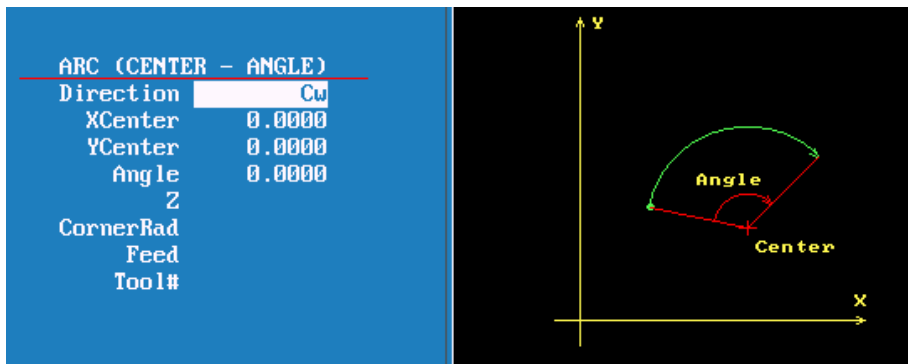 ARC (CENTER - ANGLE)
Direction Cw
XCenter 0.0000
YCenter 0.0000
Angle 0.0000
Z
CornerRad
Feed
Tool#
Y
Angle
Center
X